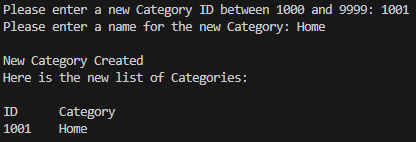 Please enter a new Category ID between 1000 and 9999: 1001
Please enter a name for the new Category: Home
New Category Created
Here is the new list of Categories:
ID Category
1001 Home